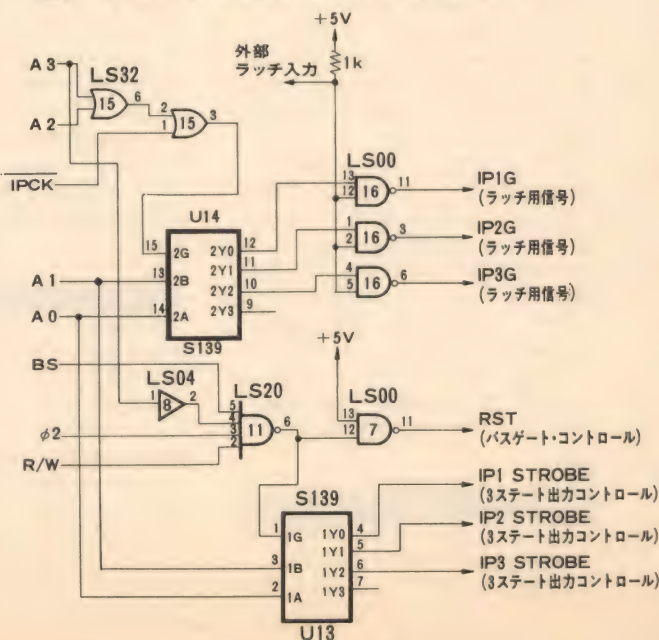 +5V
A3
LS32
外部
ラッチ入力
1k
15
6
A2
2
1
15
3
LS00
IPCK
13
12
16
11
IP1G
(ラッチ用信号)
U14
1
2
16
3
IP2G
(ラッチ用信号)
15
2G
2Y0
12
2Y1
11
4
5
16
6
IP3G
(ラッチ用信号)
A1
13
2B
2Y2
10
A0
14
2A
2Y3
9
S139
+5V
BS
LS04
LS20
LS00
1
8
2
5
4
3
2
11
6
13
12
7
11
RST
(バスゲート・コントロール)
φ2
R/W
S139
IP1 STROBE
(3ステート出力コントロール)
1
1G
1Y0
4
IP2 STROBE
(3ステート出力コントロール)
1Y1
5
3
1B
1Y2
6
IP3 STROBE
(3ステート出力コントロール)
2
1A
1Y3
7
U13